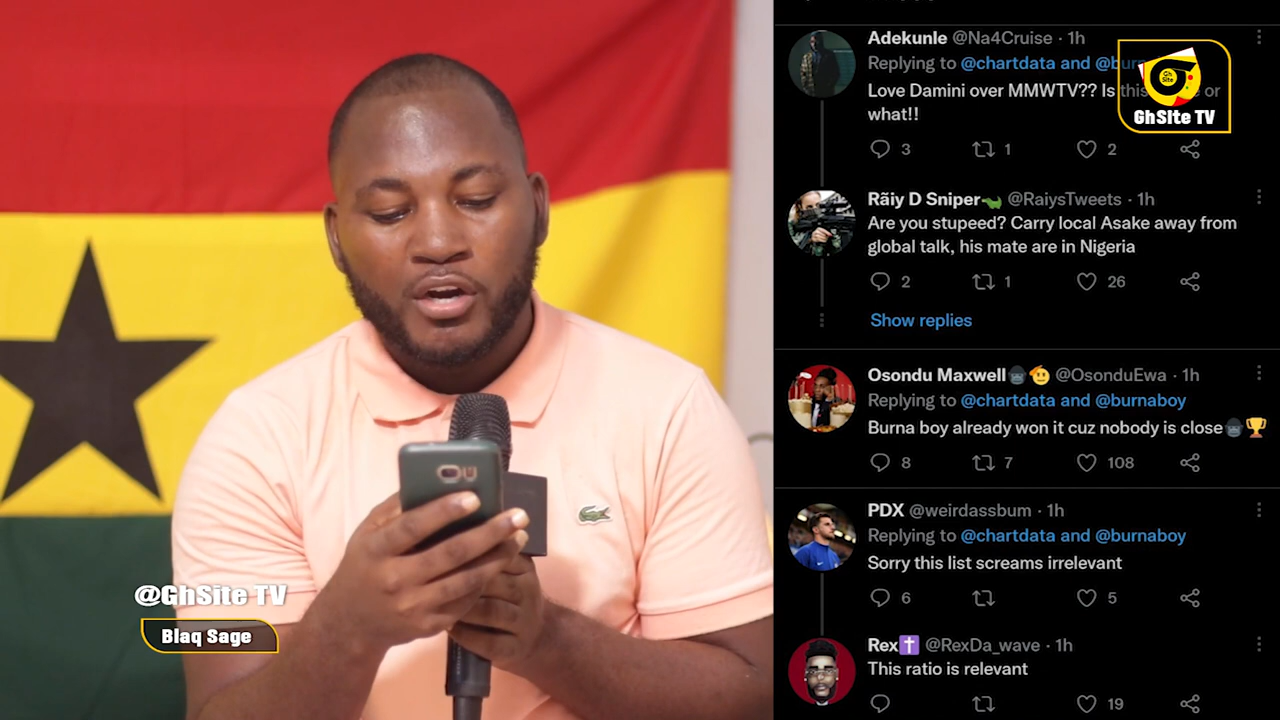 @GhSite TV
Blaq Sage
GhSite TV
Gh
Site
Adekunle @Na4Cruise · 1h
Replying to @chartdata and @burn
Love Damini over MMWTV?? Is this or
what!!
3 1 2
Rãiy D Sniper @RaiysTweets · 1h
Are you stupeed? Carry local Asake away from
global talk, his mate are in Nigeria
2 1 26
Show replies
Osondu Maxwell @OsonduEwa · 1h
Replying to @chartdata and @burnaboy
Burna boy already won it cuz nobody is close
8 7 108
PDX @weirdassbum · 1h
Replying to @chartdata and @burnaboy
Sorry this list screams irrelevant
6 5
Rex @RexDa_wave · 1h
This ratio is relevant
19